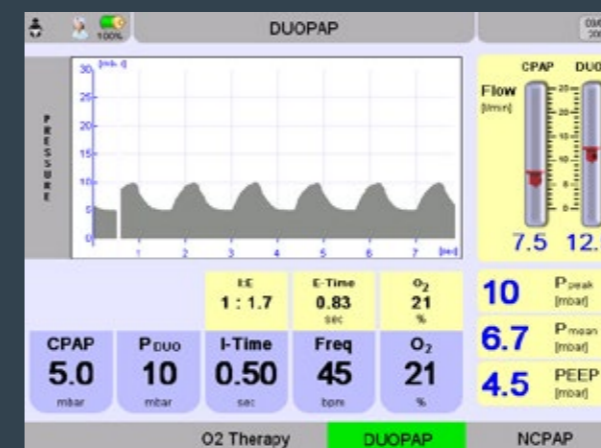 100%
DUOPAP
PRESSURE
30
25
20
15
10
5
0
1 2 3 4 5 6 7 [sec]
CPAP DUO
Flow
[l/min]
7.5 12.
I:E
1 : 1.7
E-Time
0.83
sec
O2
21
%
CPAP
5.0
mbar
PDUO
10
mbar
I-Time
0.50
sec
Freq
45
bpm
O2
21
%
10 Ppeak
[mbar]
6.7 Pmean
[mbar]
4.5 PEEP
[mbar]
O2 Therapy DUOPAP NCPAP